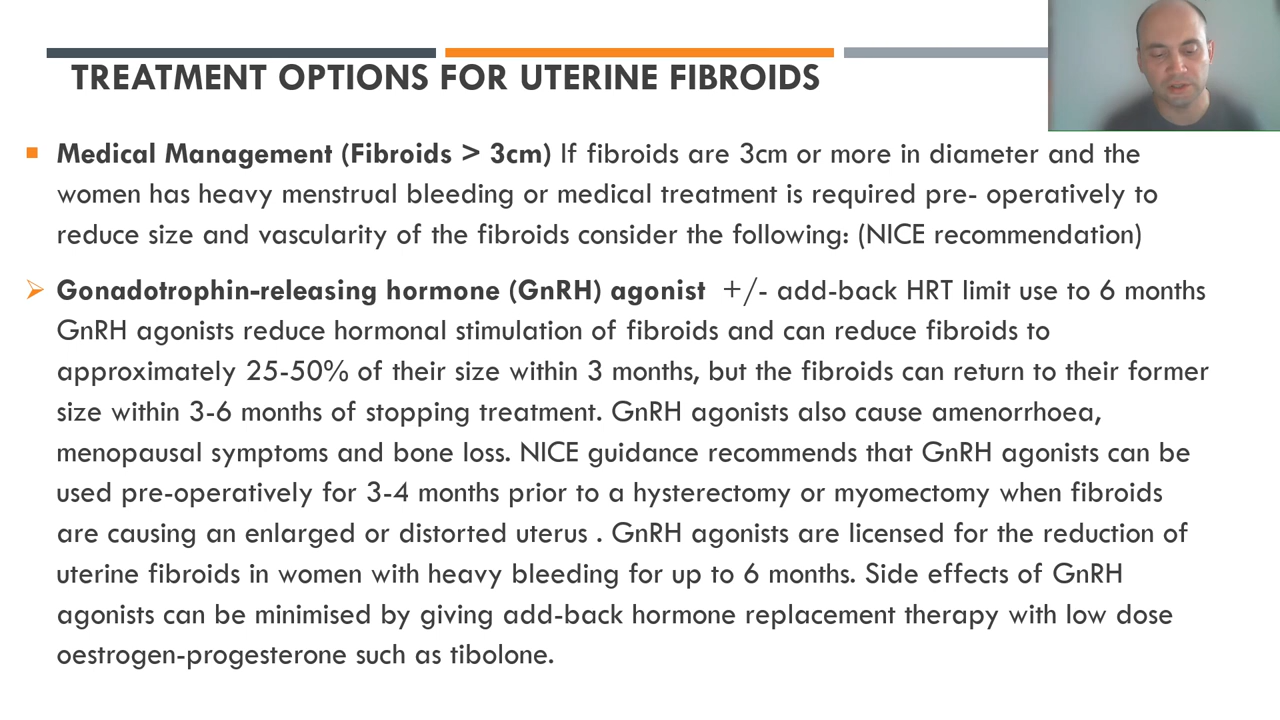 TREATMENT OPTIONS FOR UTERINE FIBROIDS
Medical Management (Fibroids > 3cm) If fibroids are 3cm or more in diameter and the
women has heavy menstrual bleeding or medical treatment is required pre- operatively to
reduce size and vascularity of the fibroids consider the following: (NICE recommendation)
Gonadotrophin-releasing hormone (GnRH) agonist +/- add-back HRT limit use to 6 months
GnRH agonists reduce hormonal stimulation of fibroids and can reduce fibroids to
approximately 25-50% of their size within 3 months, but the fibroids can return to their former
size within 3-6 months of stopping treatment. GnRH agonists also cause amenorrhoea,
menopausal symptoms and bone loss. NICE guidance recommends that GnRH agonists can be
used pre-operatively for 3-4 months prior to a hysterectomy or myomectomy when fibroids
are causing an enlarged or distorted uterus . GnRH agonists are licensed for the reduction of
uterine fibroids in women with heavy bleeding for up to 6 months. Side effects of GnRH
agonists can be minimised by giving add-back hormone replacement therapy with low dose
oestrogen-progesterone such as tibolone.